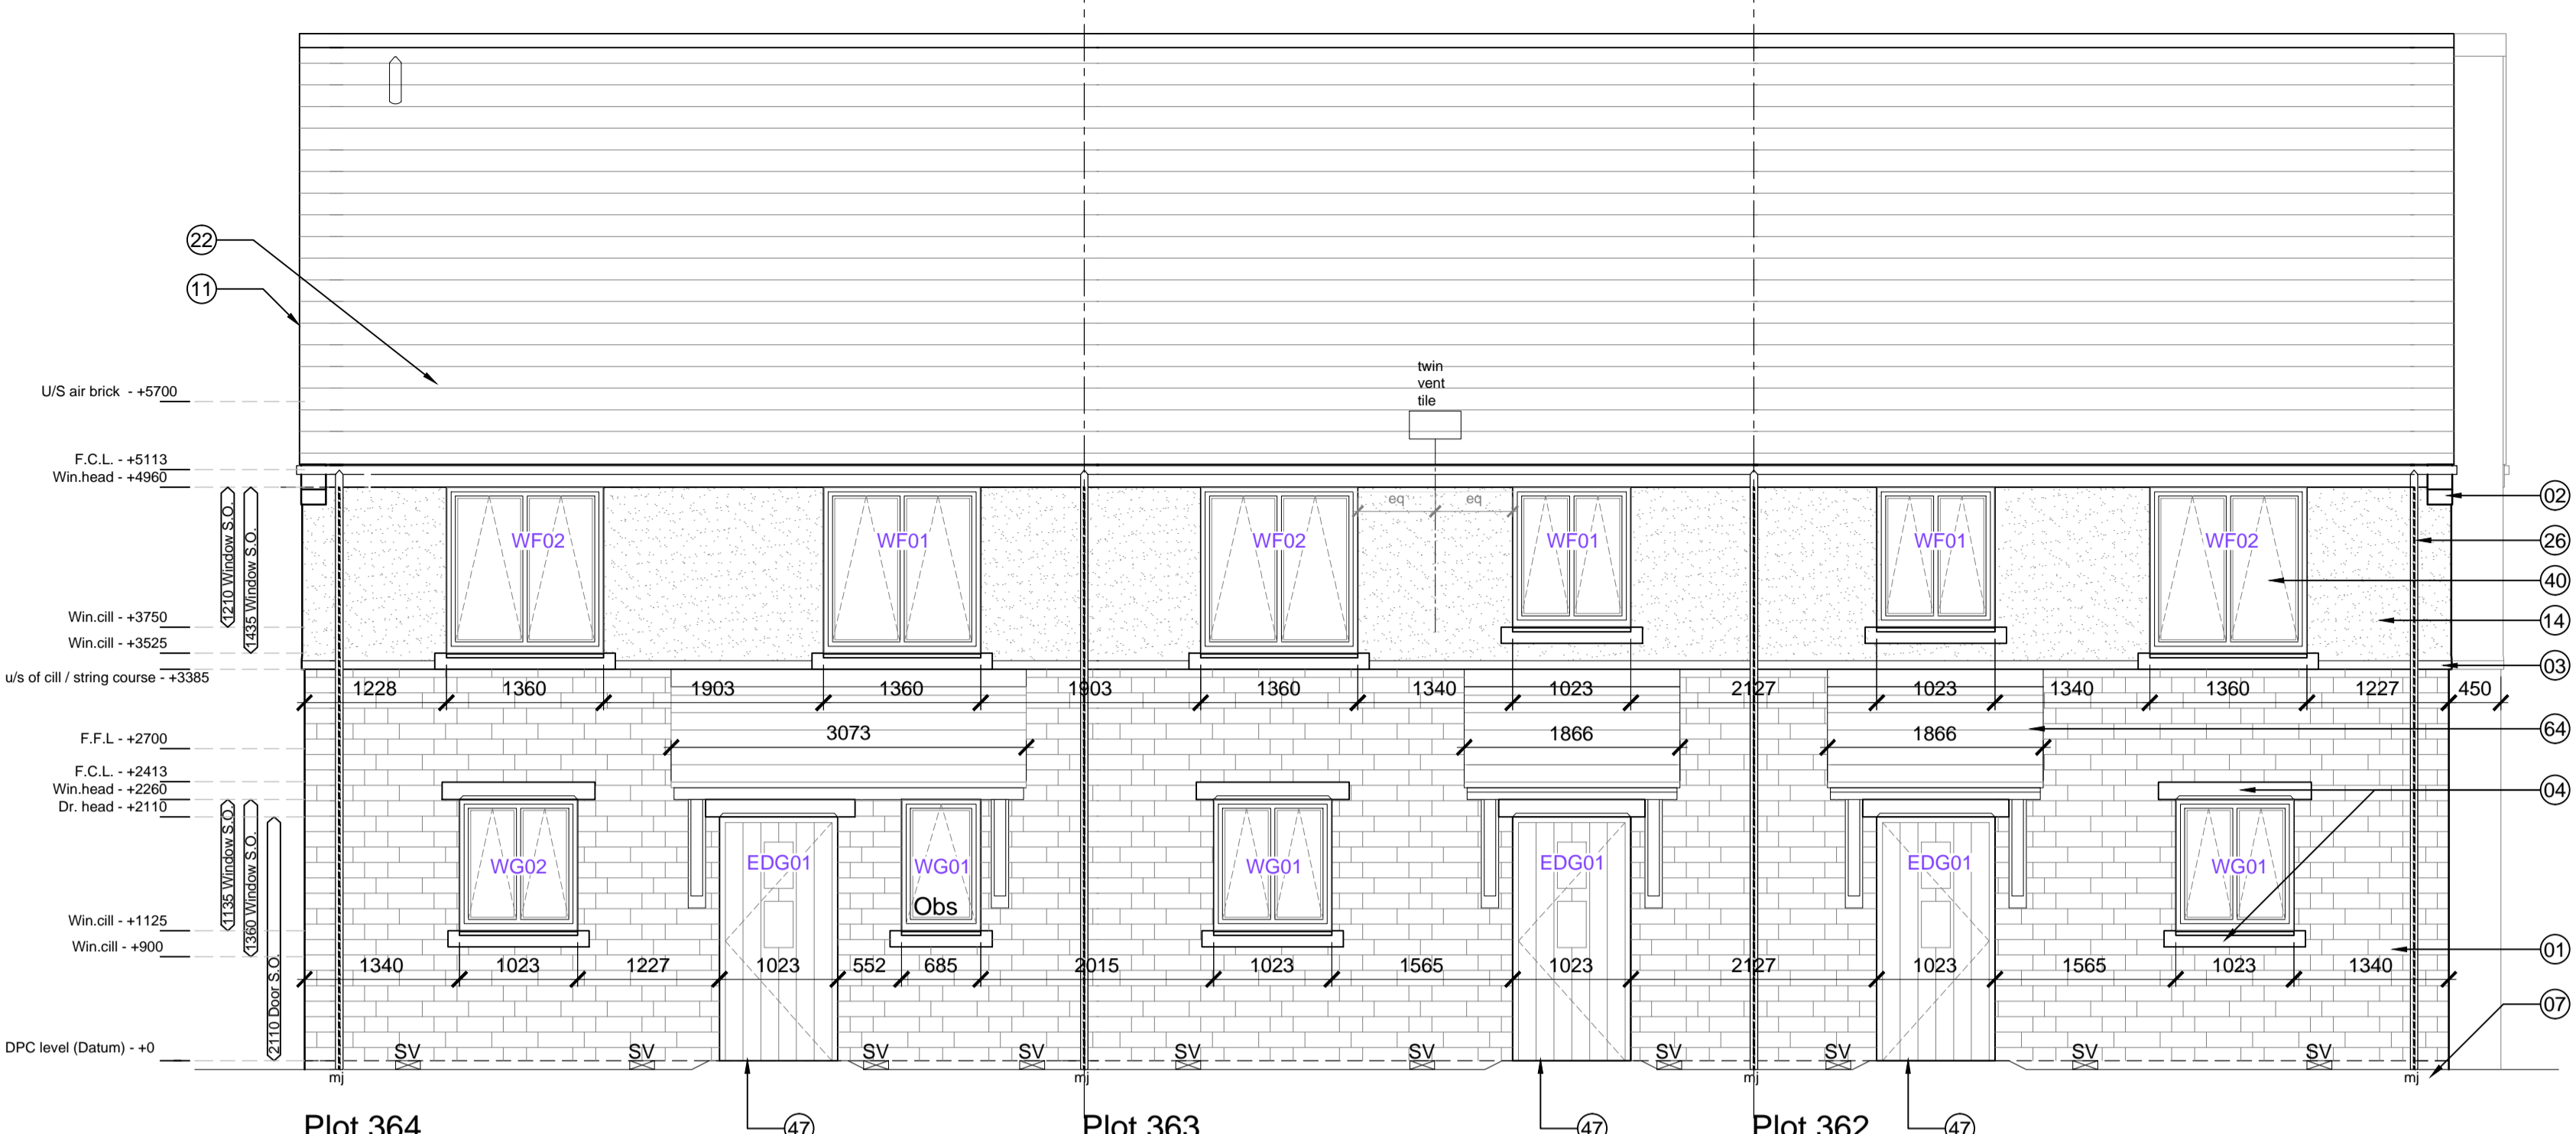 22
11
twin
vent
tile
U/S air brick - +5700
F.C.L. - +5113
Win.head - +4960
02
eq
eq
26
WF02
WF01
WF02
WF01
WF01
WF02
40
1210 Window S.O.
1435 Window S.O.
Win.cill - +3750
14
Win.cill - +3525
03
u/s of cill / string course - +3385
1228
1360
1903
1360
1903
1360
1340
1023
2127
1023
1340
1360
1227
450
F.F.L - +2700
3073
1866
1866
64
F.C.L. - +2413
Win.head - +2260
Dr. head - +2110
04
1135 Window S.O.
1360 Window S.O.
2110 Door S.O.
WG02
EDG01
WG01
WG01
EDG01
EDG01
WG01
Obs
Win.cill - +1125
Win.cill - +900
01
1340
1023
1227
1023
552
685
2015
1023
1565
1023
2127
1023
1565
1023
1340
07
DPC level (Datum) - +0
SV
SV
SV
SV
SV
SV
SV
SV
SV
SV
mj
mj
mj
mj
Plot 364
47
Plot 363
47
Plot 362
47